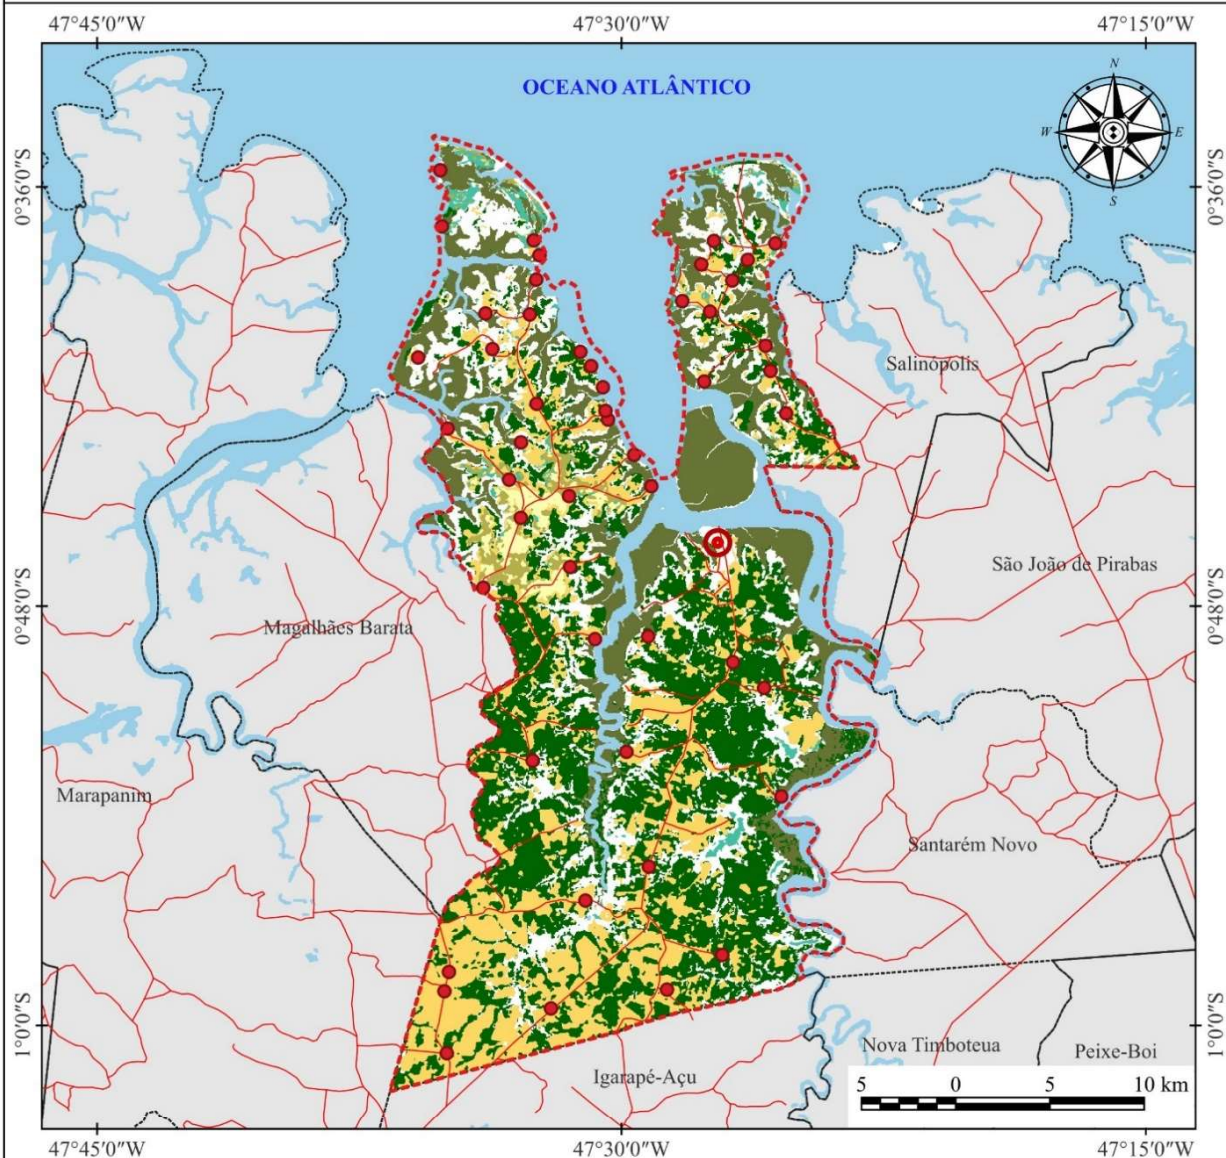 47°45'0"W 47°30'0"W 47°15'0"W
OCEANO ATLÂNTICO
N
W E
S
0°36'0"S 0°36'0"S
Salinópolis
São João de Pirabas
0°48'0"S 0°48'0"S
Magalhães Barata
Marapanim
Santarém Novo
1°0'0"S 1°0'0"S
Nova Timboteua Peixe-Boi
Igarapé-Açu
5 0 5 10 km
47°45'0"W 47°30'0"W 47°15'0"W